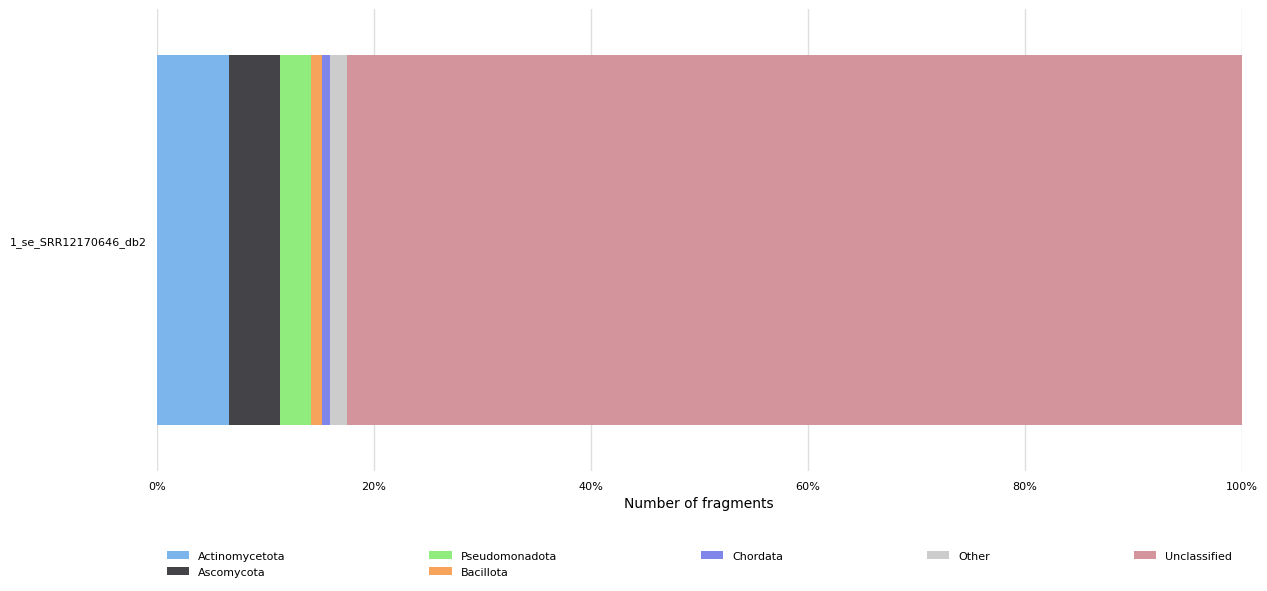 1_se_SRR12170646_db2
0% 20% 40% 60% 80% 100%
Number of fragments
Actinomycetota Pseudomonadota Chordata Other Unclassified
Ascomycota Bacillota